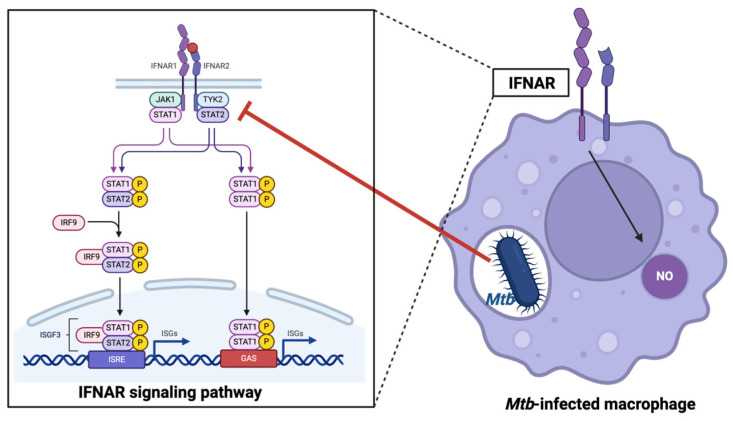 IFNAR1
IFNAR2
JAK1
TYK2
STAT1
STAT2
STAT1 P
STAT2 P
STAT1 P
STAT1 P
IRF9
IRF9
STAT1 P
STAT2 P
ISGF3
IRF9
STAT1 P
STAT2 P
ISRE
ISGs
STAT1 P
STAT1 P
GAS
ISGs
IFNAR signaling pathway
IFNAR
NO
Mtb
Mtb-infected macrophage